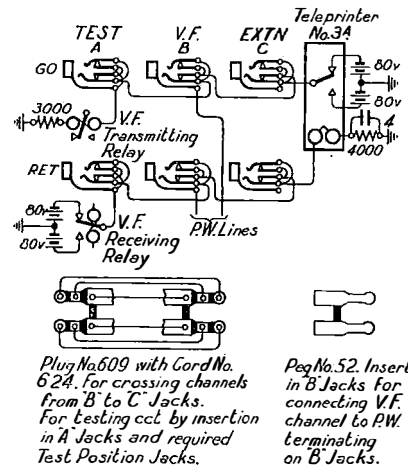 TEST V.F. EXTN Teleprinter
A B C No.3A
GO
80v
80v
3000
V.F.
Transmitting
Relay
4
4000
RET
80v
80v
V.F.
Receiving
Relay
P.W. Lines
Plug No.609 with Cord No.
624. For crossing channels
from "B" to "C" Jacks.
For testing cct by insertion
in "A" Jacks and required
Test Position Jacks.
Peg No.52. Insert
in "B" Jacks for
connecting V.F.
channel to P.W.
terminating
on "B" Jacks.